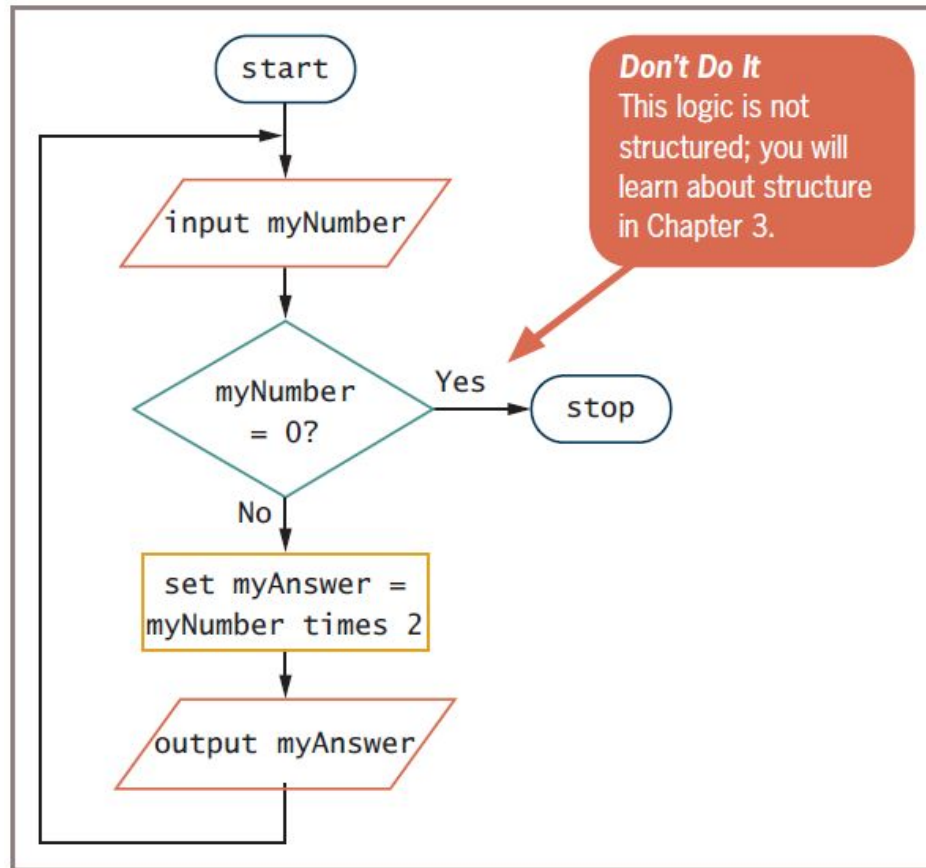 start
Don't Do It
This logic is not
structured; you will
learn about structure
in Chapter 3.
input myNumber
myNumber
= 0?
Yes
stop
No
set myAnswer =
myNumber times 2
output myAnswer